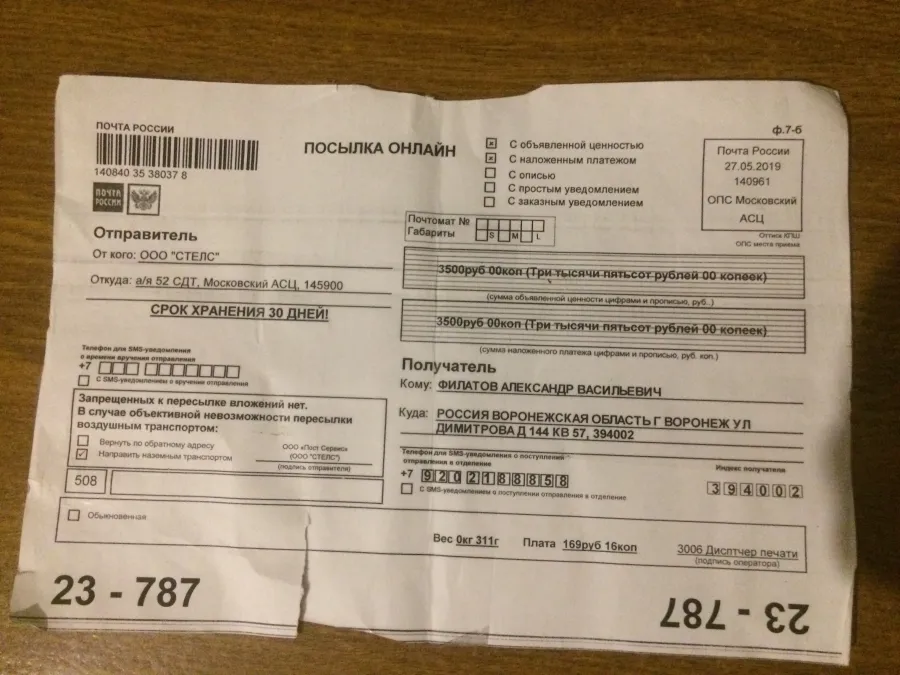 ПОЧТА РОССИИ
140840 35 38037 8
ПОЧТА РОССИИ
ПОСЫЛКА ОНЛАЙН
С объявленной ценностью
С наложенным платежом
С описью
С простым уведомлением
С заказным уведомлением
ф.7-б
Почта России
27.05.2019
140961
ОПС Московский
АСЦ
Оттиск КПШ
ОПС места приема
Почтомат №
Габариты
S M L
Отправитель
От кого: ООО "СТЕЛС"
Откуда: а/я 52 СДТ, Московский АСЦ, 145900
СРОК ХРАНЕНИЯ 30 ДНЕЙ!
3500руб 00коп (Три тысячи пятьсот рублей 00 копеек)
(сумма объявленной ценности цифрами и прописью, руб..)
3500руб 00коп (Три тысячи пятьсот рублей 00 копеек)
(сумма наложенного платежа цифрами и прописью, руб. коп.)
Телефон для SMS-уведомления
о времени вручения отправления
+7
С SMS-уведомлением о вручении отправления
Запрещенных к пересылке вложений нет.
В случае объективной невозможности пересылки
воздушным транспортом:
Вернуть по обратному адресу
Направить наземным транспортом
ООО «Пост Сервис»
(ООО "СТЕЛС")
(подпись отправителя)
508
Получатель
Кому: ФИЛАТОВ АЛЕКСАНДР ВАСИЛЬЕВИЧ
Куда: РОССИЯ ВОРОНЕЖСКАЯ ОБЛАСТЬ Г ВОРОНЕЖ УЛ
ДИМИТРОВА Д 144 КВ 57, 394002
Телефон для SMS-уведомления о поступлении
отправления в отделение
+7 9202188858
С SMS-уведомлением о поступлении отправления в отделение
Индекс получателя
394002
Обыкновенная
Вес 0кг 311г
Плата 169руб 16коп
3006 Дисптчер печати
(подпись оператора)
23 - 787
23 - 787